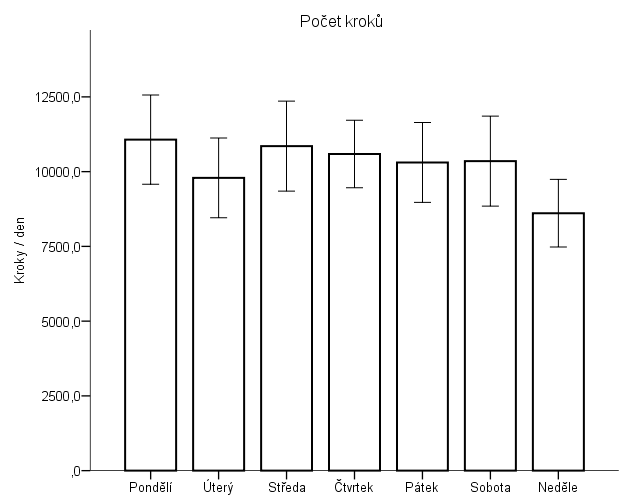 Počet kroků
Kroky / den
12500,0
10000,0
7500,0
5000,0
2500,0
,0
Pondělí Úterý Středa Čtvrtek Pátek Sobota Neděle